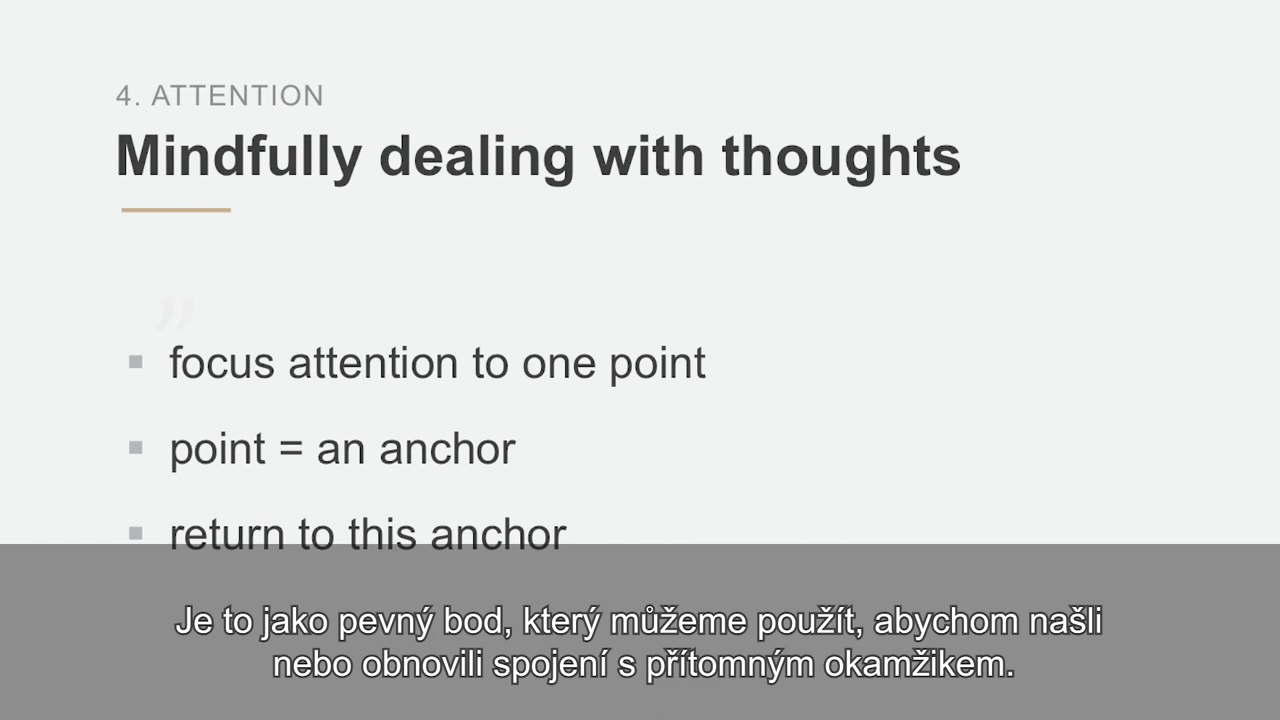 4. ATTENTION
Mindfully dealing with thoughts
”
▪ focus attention to one point
▪ point = an anchor
▪ return to this anchor
Je to jako pevný bod, který můžeme použít, abychom našli
nebo obnovili spojení s přítomným okamžikem.